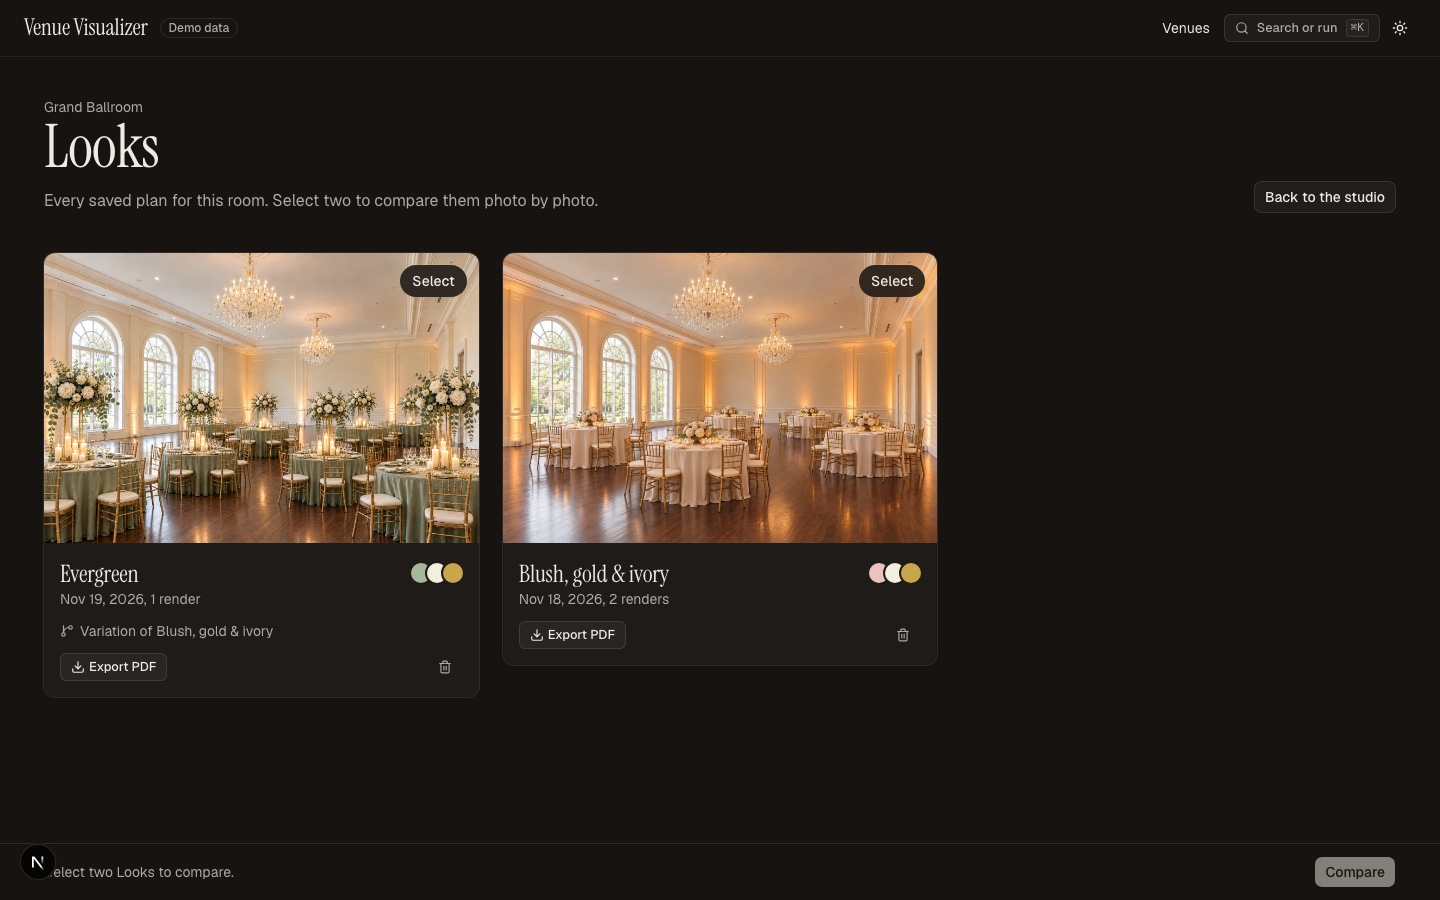 Venue Visualizer
Demo data
Venues
Search or run ⌘K
Grand Ballroom
Looks
Every saved plan for this room. Select two to compare them photo by photo.
Back to the studio
Select
Select
Evergreen
Nov 19, 2026, 1 render
Variation of Blush, gold & ivory
Export PDF
Blush, gold & ivory
Nov 18, 2026, 2 renders
Export PDF
N
elect two Looks to compare.
Compare